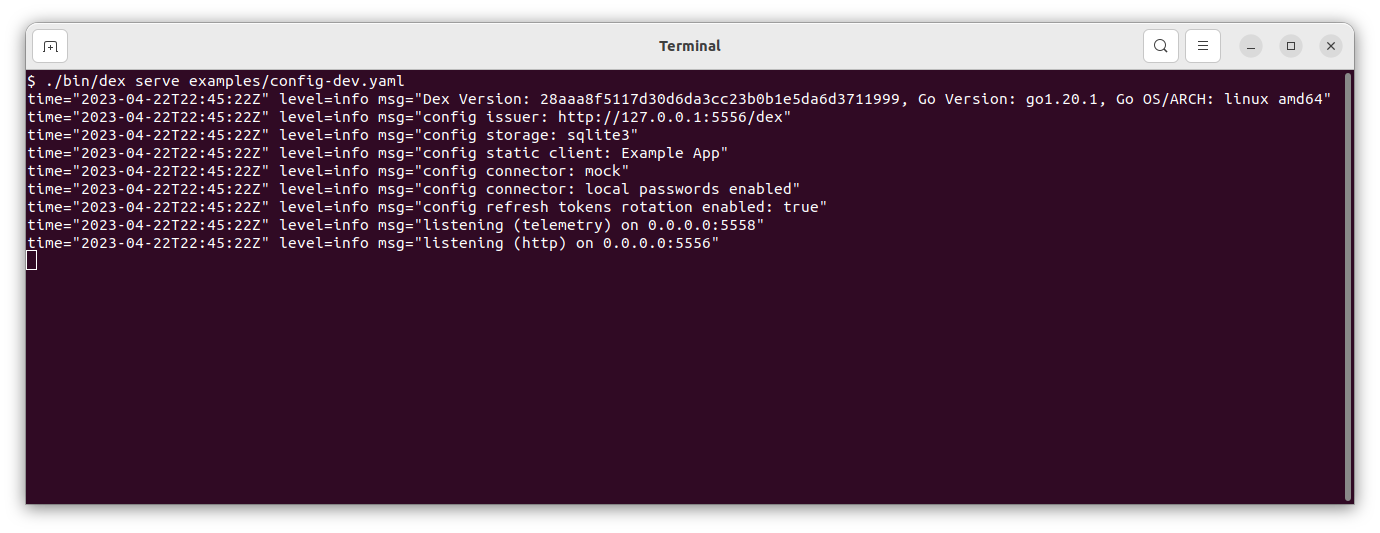 Terminal
$ ./bin/dex serve examples/config-dev.yaml
time="2023-04-22T22:45:22Z" level=info msg="Dex Version: 28aaa8f5117d30d6da3cc23b0b1e5da6d3711999, Go Version: go1.20.1, Go OS/ARCH: linux amd64"
time="2023-04-22T22:45:22Z" level=info msg="config issuer: http://127.0.0.1:5556/dex"
time="2023-04-22T22:45:22Z" level=info msg="config storage: sqlite3"
time="2023-04-22T22:45:22Z" level=info msg="config static client: Example App"
time="2023-04-22T22:45:22Z" level=info msg="config connector: mock"
time="2023-04-22T22:45:22Z" level=info msg="config connector: local passwords enabled"
time="2023-04-22T22:45:22Z" level=info msg="config refresh tokens rotation enabled: true"
time="2023-04-22T22:45:22Z" level=info msg="listening (telemetry) on 0.0.0.0:5558"
time="2023-04-22T22:45:22Z" level=info msg="listening (http) on 0.0.0.0:5556"